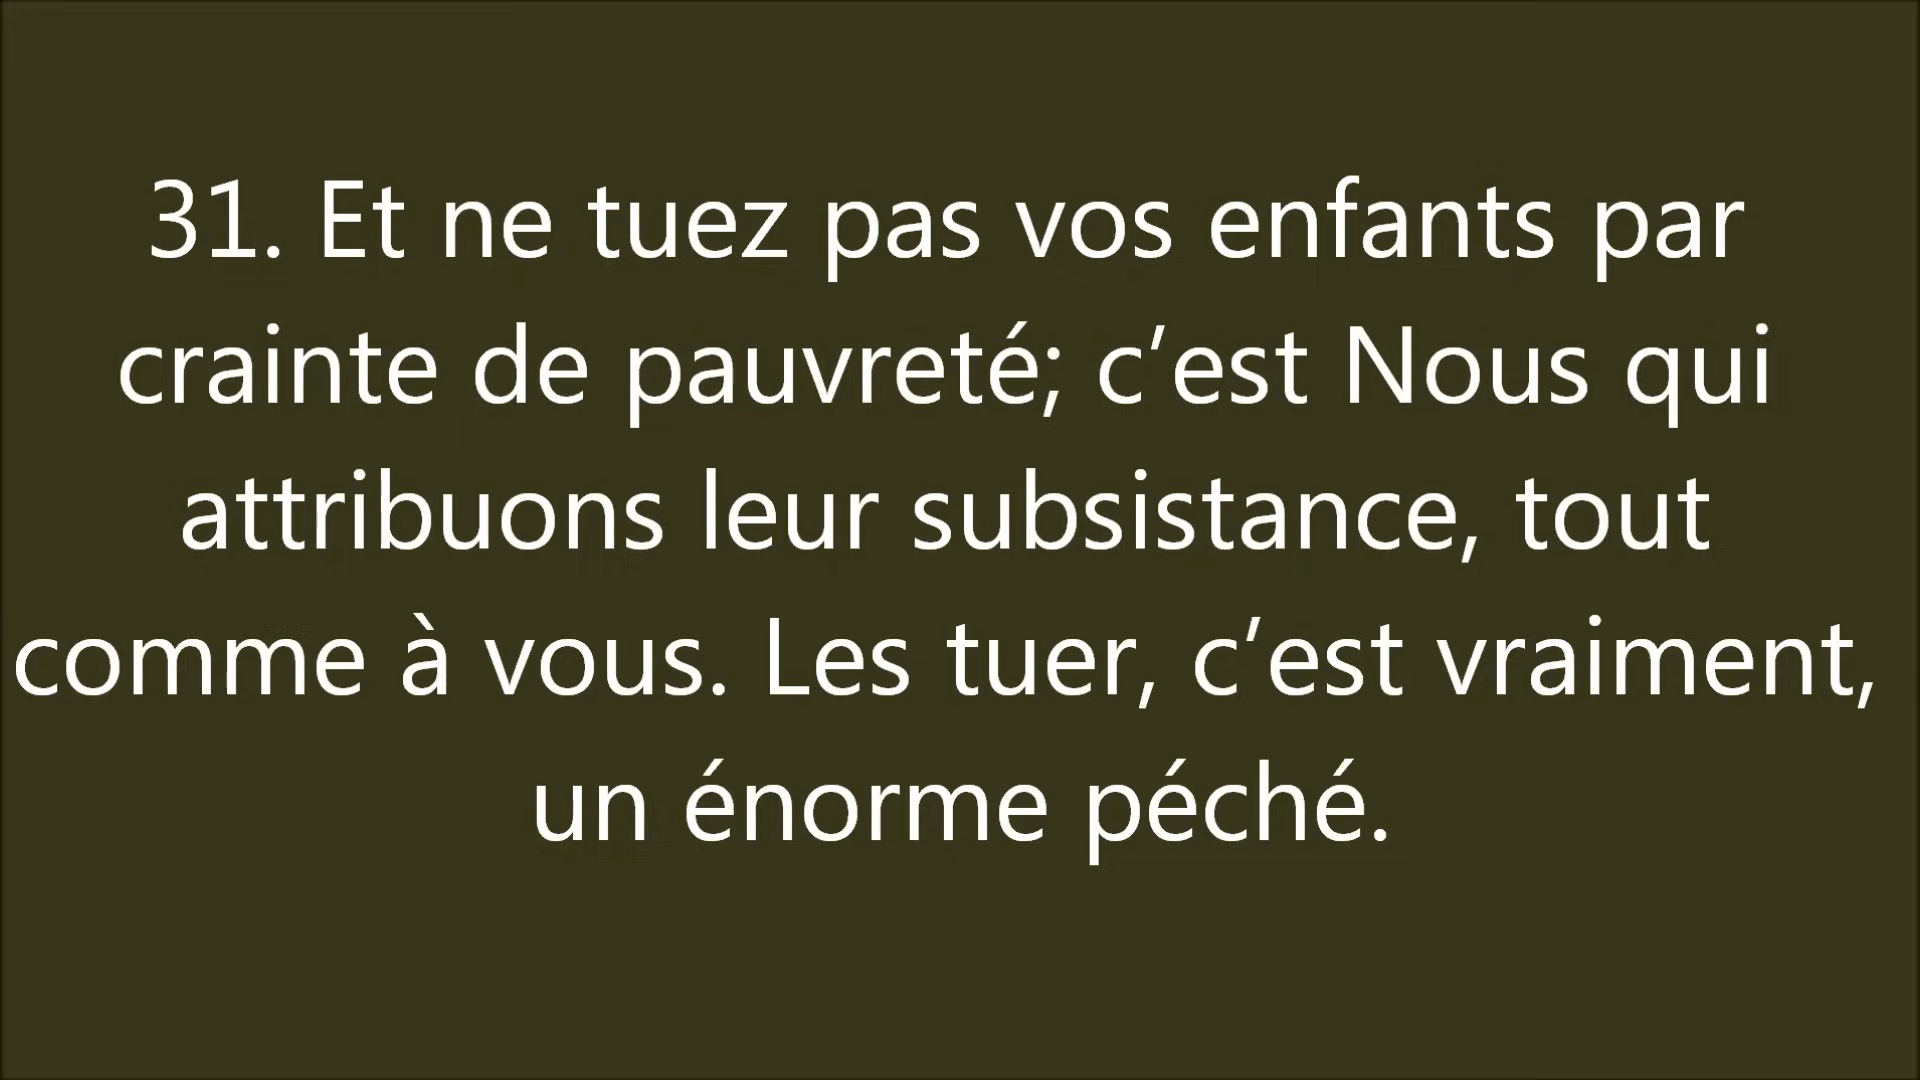 31. Et ne tuez pas vos enfants par
crainte de pauvreté; c’est Nous qui
attribuons leur subsistance, tout
comme à vous. Les tuer, c’est vraiment,
un énorme péché.